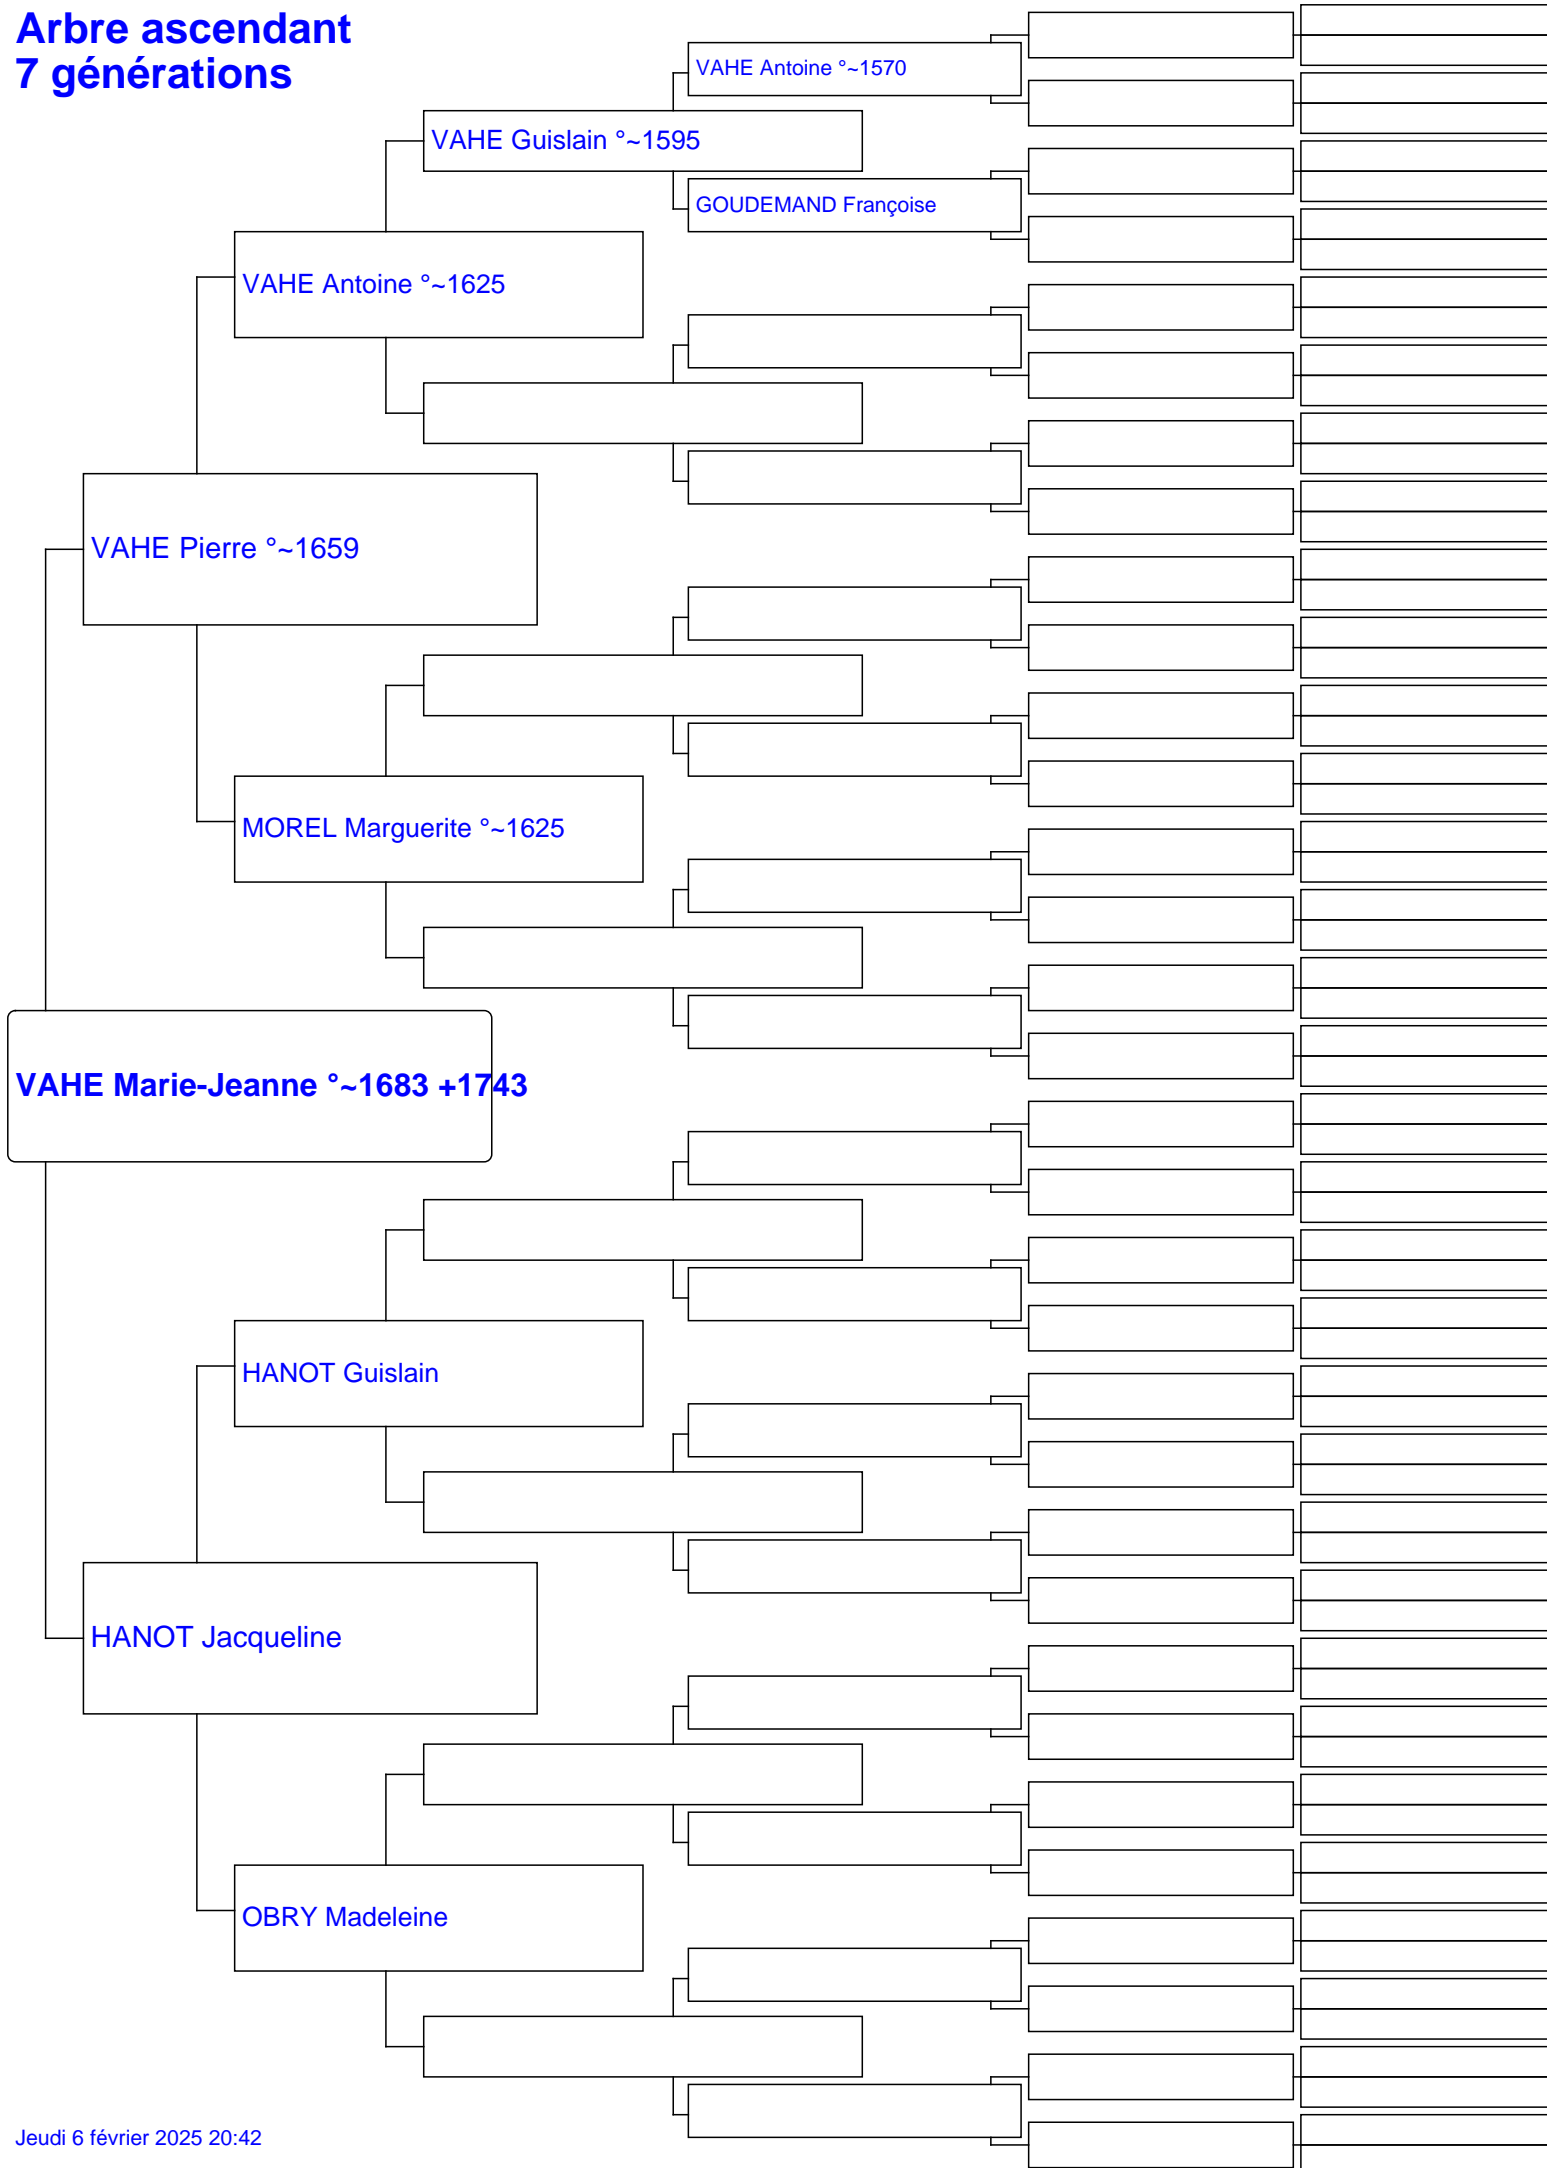 Arbre ascendant
7 générations
VAHE Antoine °~1570
VAHE Guislain °~1595
GOUDEMAND Françoise
VAHE Antoine °~1625
VAHE Pierre °~1659
MOREL Marguerite °~1625
VAHE Marie-Jeanne °~1683 +1743
HANOT Guislain
HANOT Jacqueline
OBRY Madeleine
Jeudi 6 février 2025 20:42